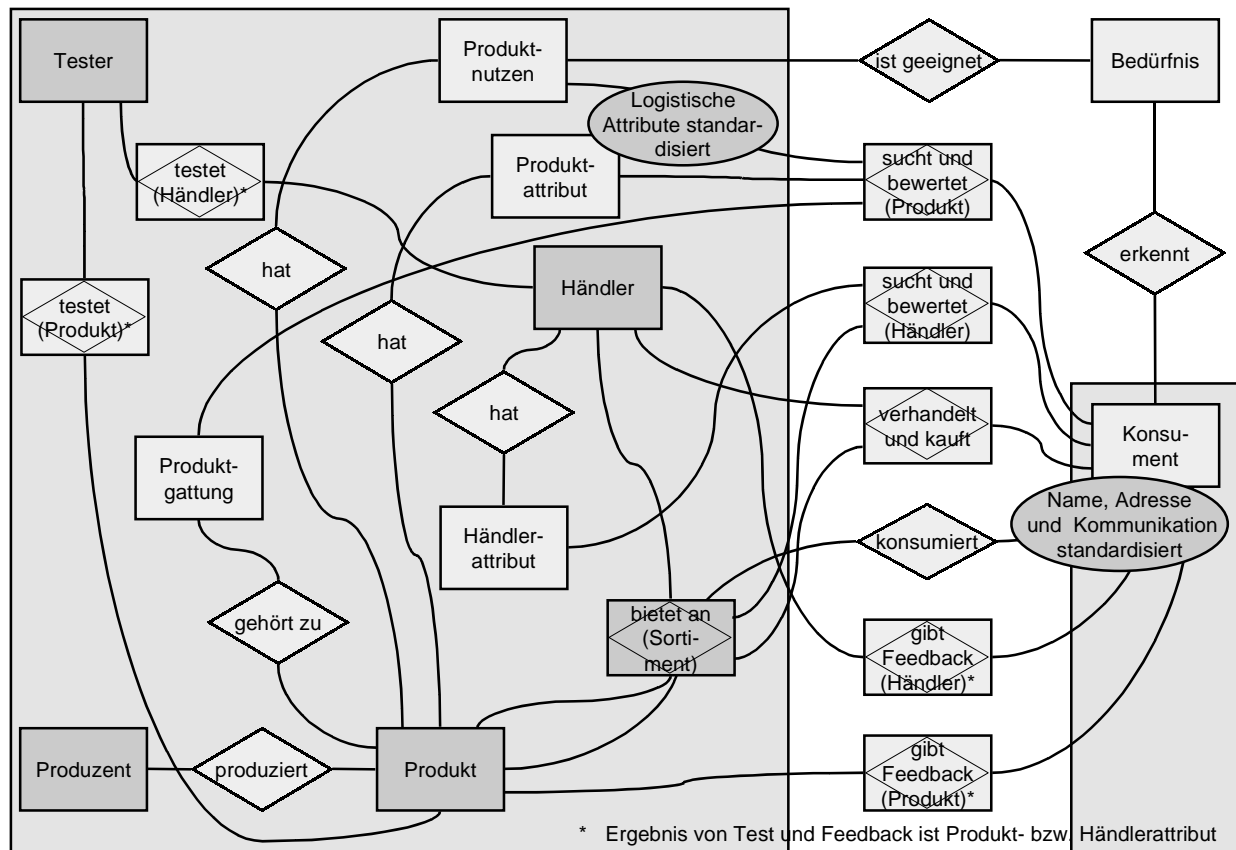 Tester
Produkt-
nutzen
ist geeignet
Bedürfnis
Logistische
Attribute standar-
disiert
testet
(Händler)*
Produkt-
attribut
sucht und
bewertet
(Produkt)
hat
Händler
erkennt
testet
(Produkt)*
hat
sucht und
bewertet
(Händler)
hat
verhandelt
und kauft
Konsu-
ment
Produkt-
gattung
Händler-
attribut
konsumiert
Name, Adresse
und Kommunikation
standardisiert
gehört zu
bietet an
(Sorti-
ment)
gibt
Feedback
(Händler)*
Produzent
produziert
Produkt
gibt
Feedback
(Produkt)*
* Ergebnis von Test und Feedback ist Produkt- bzw. Händlerattribut